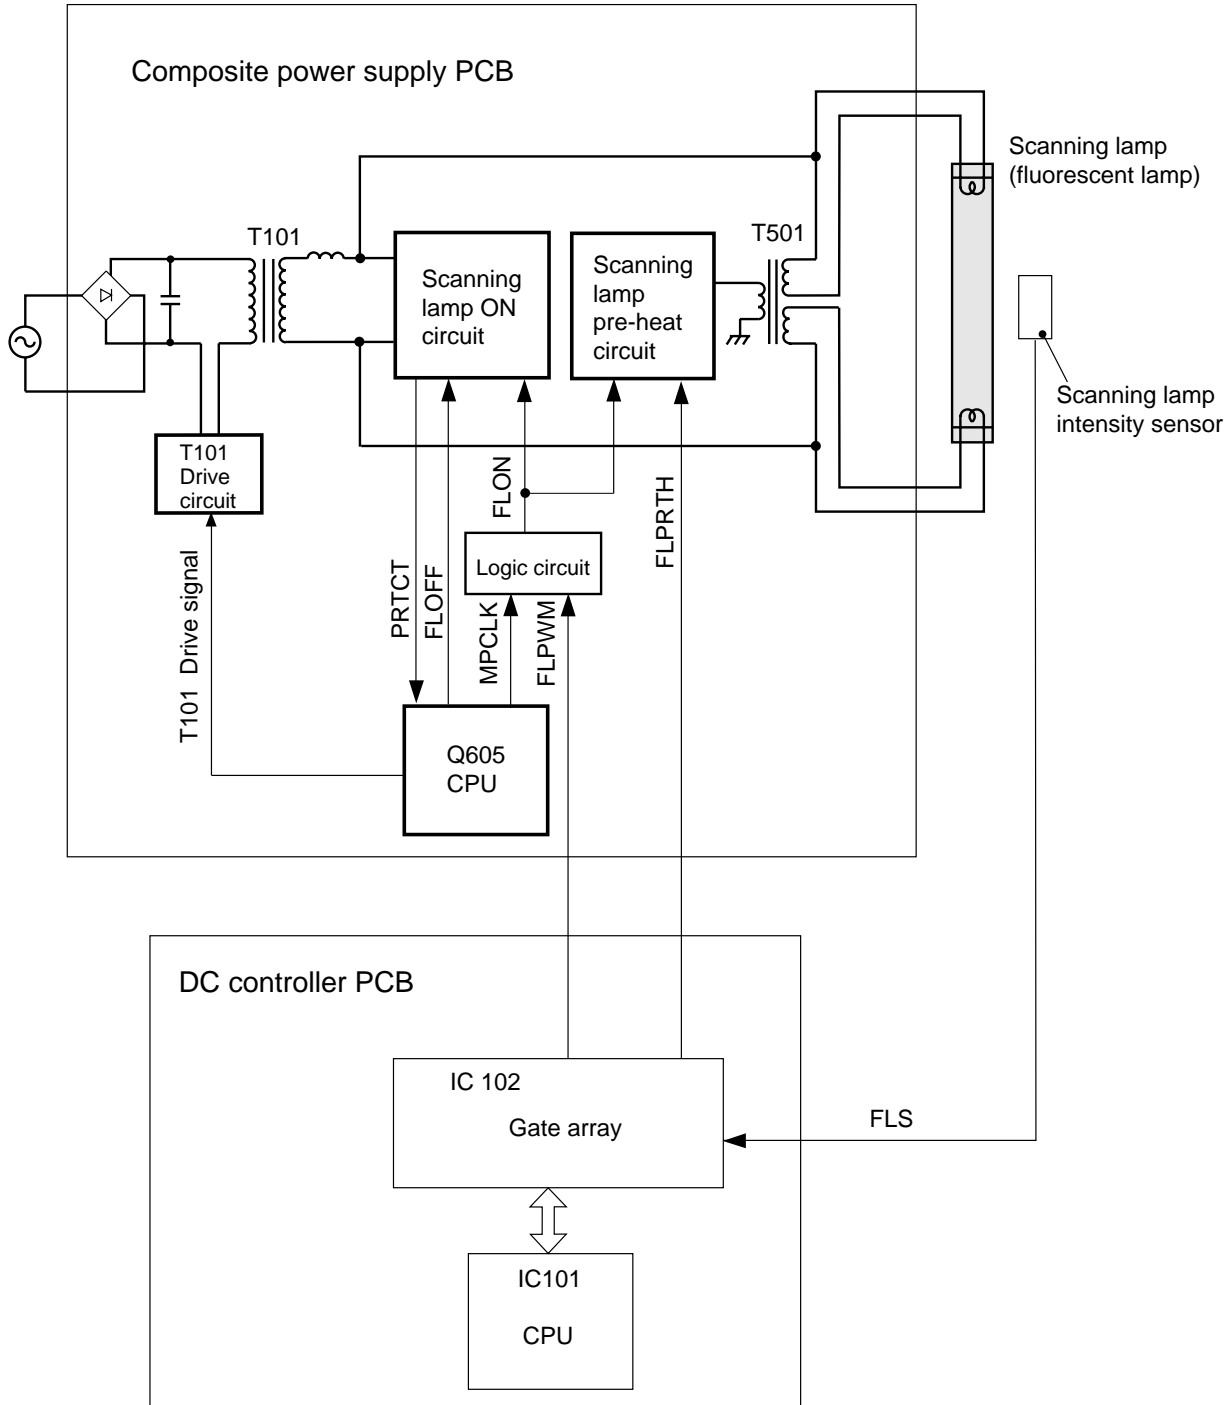 Composite power supply PCB
Scanning lamp
(fluorescent lamp)
T101
T501
Scanning
lamp ON
circuit
Scanning
lamp
pre-heat
circuit
Scanning lamp
intensity sensor
T101
Drive
circuit
FLON
FLPRTH
Logic circuit
T101 Drive signal
PRTCT
FLOFF
MPCLK
FLPWM
Q605
CPU
DC controller PCB
IC 102
Gate array
FLS
IC101
CPU